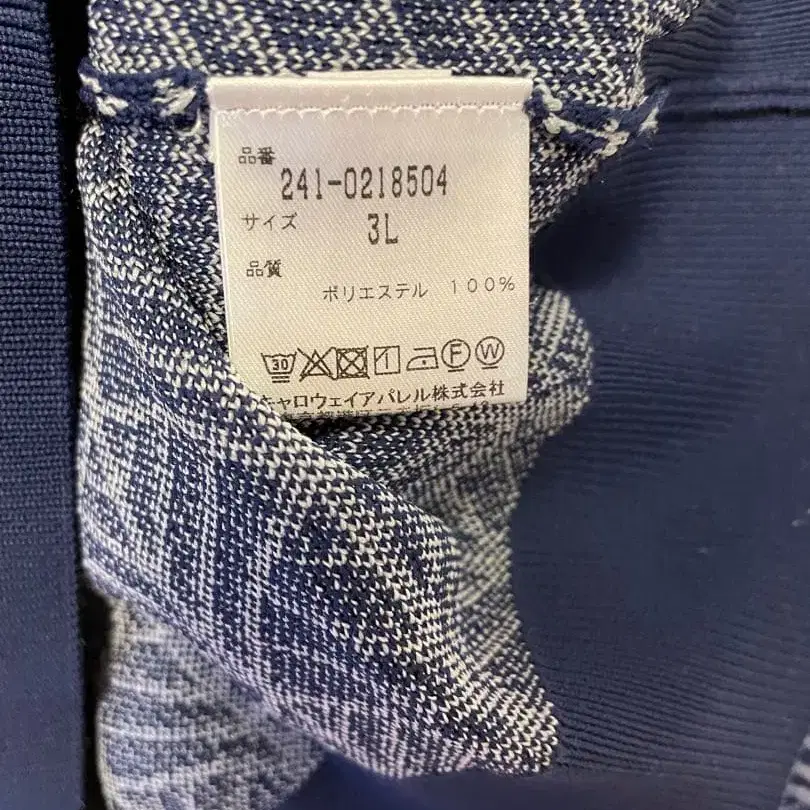 品番
241-0218504
サイズ
3L
品質
ポリエステル 100%
30 F W
キャロウェイアパレル株式会社